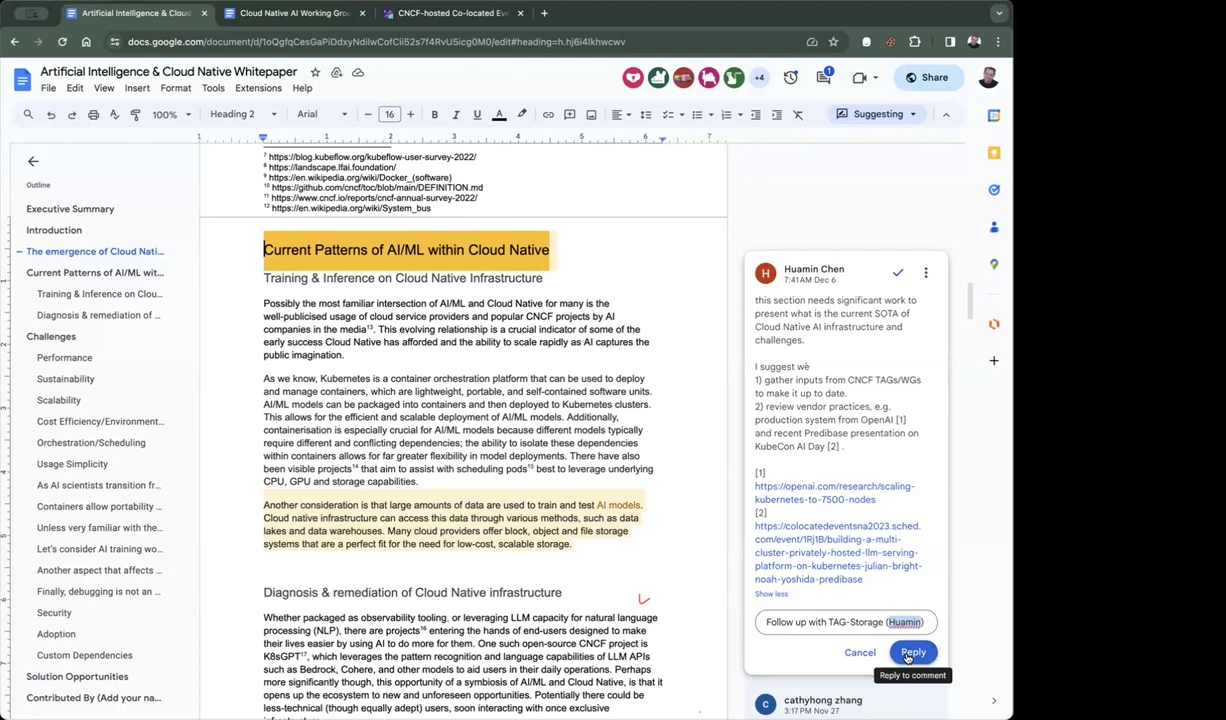 Artificial Intelligence & Cloud
Cloud Native AI Working Grou
CNCF-hosted Co-located Eve
docs.google.com/document/d/1oQgfqCesGaPiDdxyNdilwCofCii52s7f4RvU5icg0M0/edit#heading=h.hj6i4lkhwcwv
Artificial Intelligence & Cloud Native Whitepaper
File Edit View Insert Format Tools Extensions Help
+4
1
Share
100%
Heading 2
Arial
16
Suggesting
1 1 2 3 4 5 6 7
Outline
Executive Summary
Introduction
The emergence of Cloud Nati...
Current Patterns of AI/ML wit...
Training & Inference on Clou...
Diagnosis & remediation of ...
Challenges
Performance
Sustainability
Scalability
Cost Efficiency/Environment...
Orchestration/Scheduling
Usage Simplicity
As AI scientists transition fr...
Containers allow portability ...
Unless very familiar with the...
Let's consider AI training wo...
Another aspect that affects ...
Finally, debugging is not an ...
Security
Adoption
Custom Dependencies
Solution Opportunities
Contributed By (Add your na...
7 https://blog.kubeflow.org/kubeflow-user-survey-2022/
8 https://landscape.lfai.foundation/
9 https://en.wikipedia.org/wiki/Docker_(software)
10 https://github.com/cncf/toc/blob/main/DEFINITION.md
11 https://www.cncf.io/reports/cncf-annual-survey-2022/
12 https://en.wikipedia.org/wiki/System_bus
Current Patterns of AI/ML within Cloud Native
Training & Inference on Cloud Native Infrastructure
Possibly the most familiar intersection of AI/ML and Cloud Native for many is the
well-publicised usage of cloud service providers and popular CNCF projects by AI
companies in the media13. This evolving relationship is a crucial indicator of some of the
early success Cloud Native has afforded and the ability to scale rapidly as AI captures the
public imagination.
As we know, Kubernetes is a container orchestration platform that can be used to deploy
and manage containers, which are lightweight, portable, and self-contained software units.
AI/ML models can be packaged into containers and then deployed to Kubernetes clusters.
This allows for the efficient and scalable deployment of AI/ML models. Additionally,
containerisation is especially crucial for AI/ML models because different models typically
require different and conflicting dependencies; the ability to isolate these dependencies
within containers allows for far greater flexibility in model deployments. There have also
been visible projects14 that aim to assist with scheduling pods15 best to leverage underlying
CPU, GPU and storage capabilities.
Another consideration is that large amounts of data are used to train and test AI models.
Cloud native infrastructure can access this data through various methods, such as data
lakes and data warehouses. Many cloud providers offer block, object and file storage
systems that are a perfect fit for the need for low-cost, scalable storage.
Diagnosis & remediation of Cloud Native infrastructure
Whether packaged as observability tooling, or leveraging LLM capacity for natural language
processing (NLP), there are projects16 entering the hands of end-users designed to make
their lives easier by using AI to do more for them. One such open-source CNCF project is
K8sGPT17, which leverages the pattern recognition and language capabilities of LLM APIs
such as Bedrock, Cohere, and other models to aid users in their daily operations. Perhaps
more significantly, this opportunity of a symbiosis of AI and Cloud Native, is that it
opens up the ecosystem to new and unforeseen opportunities. Potentially there could be
less-technical (though equally adept) users, soon interacting with once exclusive
H
Huamin Chen
7:41 AM Dec 6
this section needs significant work to
present what is the current SOTA of
Cloud Native AI infrastructure and
challenges.
I suggest wè
1) gather inputs from CNCF TAGs/WGs
to make it up to date.
2) review vendor practices, e.g.
production system from OpenAI [1]
and recent Predibase presentation on
KubeCon AI Day [2] .
[1]
https://openai.com/research/scaling-
kubernetes-to-7500-nodes
[2]
https://colocatedeventsna2023.sched.
com/event/1Rj1B/building-a-multi-
cluster-privately-hosted-llm-serving-
platform-on-kubernetes-julian-bright-
noah-yoshida-predibase
Show less
Follow up with TAG-Storage (Huamin)
Cancel
Reply
Reply to comment
C
cathyhong zhang
3:17 PM Nov 27